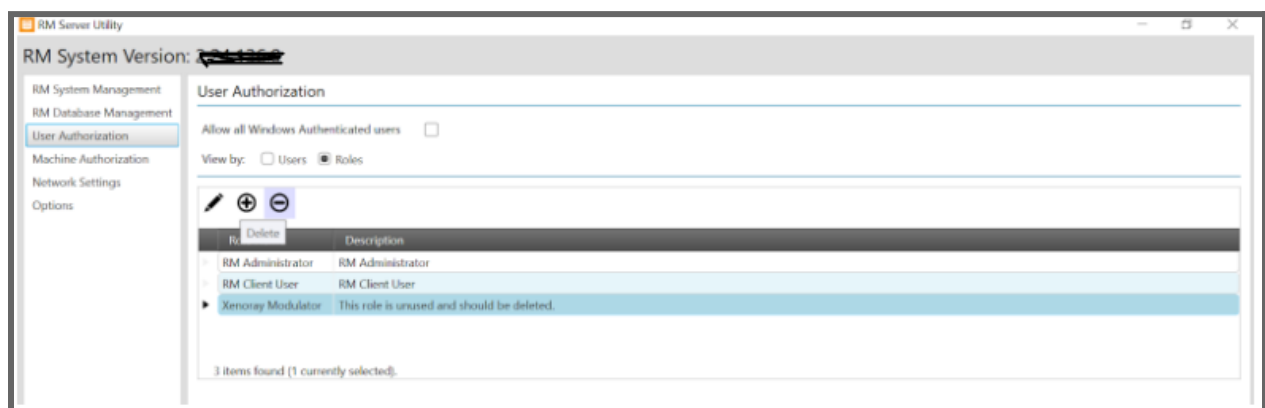 RM Server Utility
RM System Version:
RM System Management
RM Database Management
User Authorization
Machine Authorization
Network Settings
Options
User Authorization
Allow all Windows Authenticated users
View by: Users Roles
Delete
Description
RM Administrator RM Administrator
RM Client User RM Client User
Xenoray Modulator This role is unused and should be deleted.
3 items found (1 currently selected).